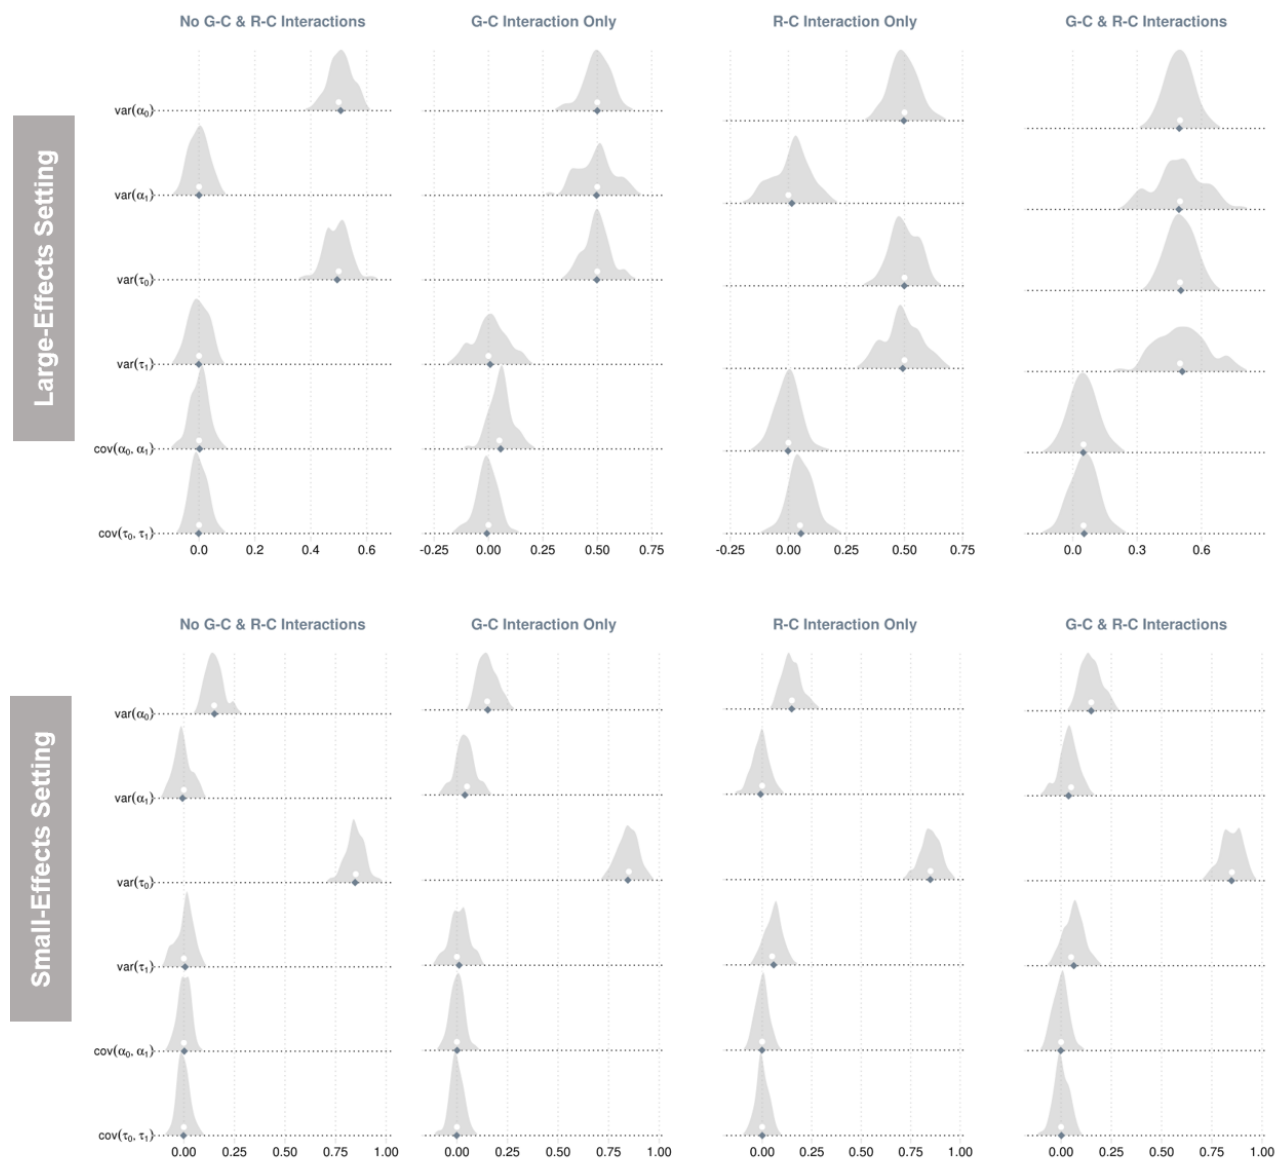 No G-C & R-C Interactions G-C Interaction Only R-C Interaction Only G-C & R-C Interactions
Large-Effects Setting
var(α₀)
var(α₁)
var(τ₀)
var(τ₁)
cov(α₀, α₁)
cov(τ₀, τ₁)
0.0 0.2 0.4 0.6 -0.25 0.00 0.25 0.50 0.75 -0.25 0.00 0.25 0.50 0.75 0.0 0.3 0.6
No G-C & R-C Interactions G-C Interaction Only R-C Interaction Only G-C & R-C Interactions
Small-Effects Setting
var(α₀)
var(α₁)
var(τ₀)
var(τ₁)
cov(α₀, α₁)
cov(τ₀, τ₁)
0.00 0.25 0.50 0.75 1.00 0.00 0.25 0.50 0.75 1.00 0.00 0.25 0.50 0.75 1.00 0.00 0.25 0.50 0.75 1.00